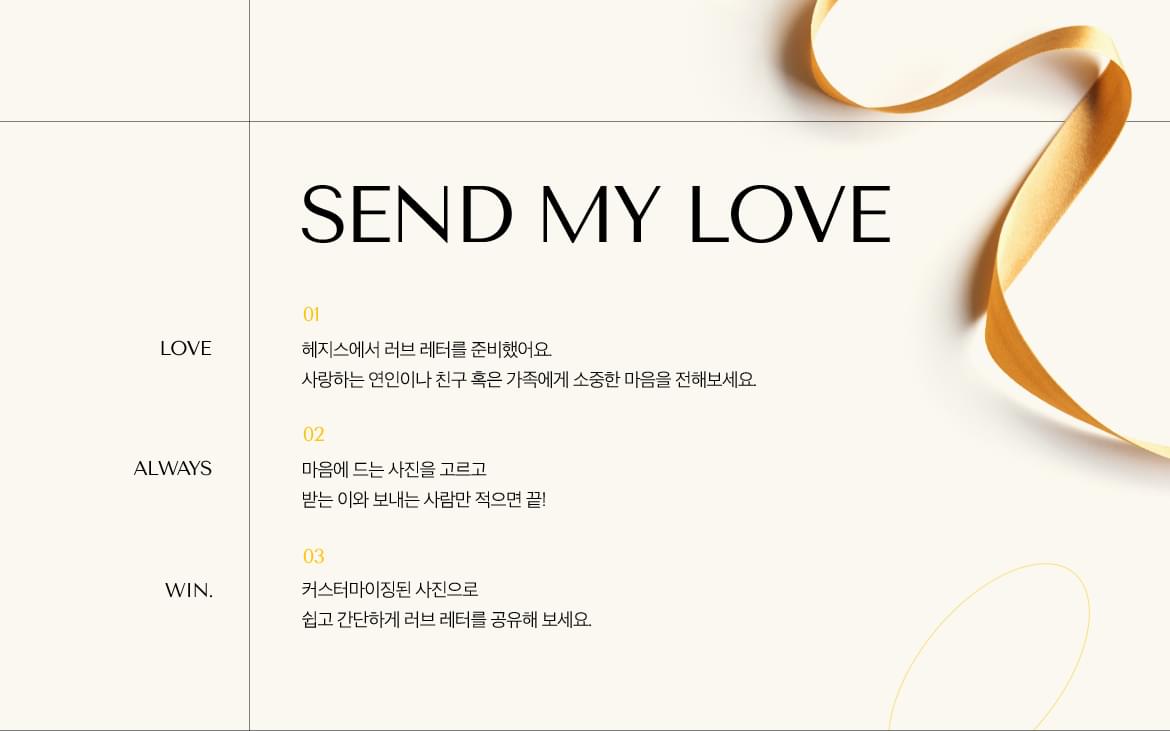 SEND MY LOVE
LOVE
01
헤지스에서 러브 레터를 준비했어요.
사랑하는 연인이나 친구 혹은 가족에게 소중한 마음을 전해보세요.
ALWAYS
02
마음에 드는 사진을 고르고
받는 이와 보내는 사람만 적으면 끝!
WIN.
03
커스터마이징된 사진으로
쉽고 간단하게 러브 레터를 공유해 보세요.